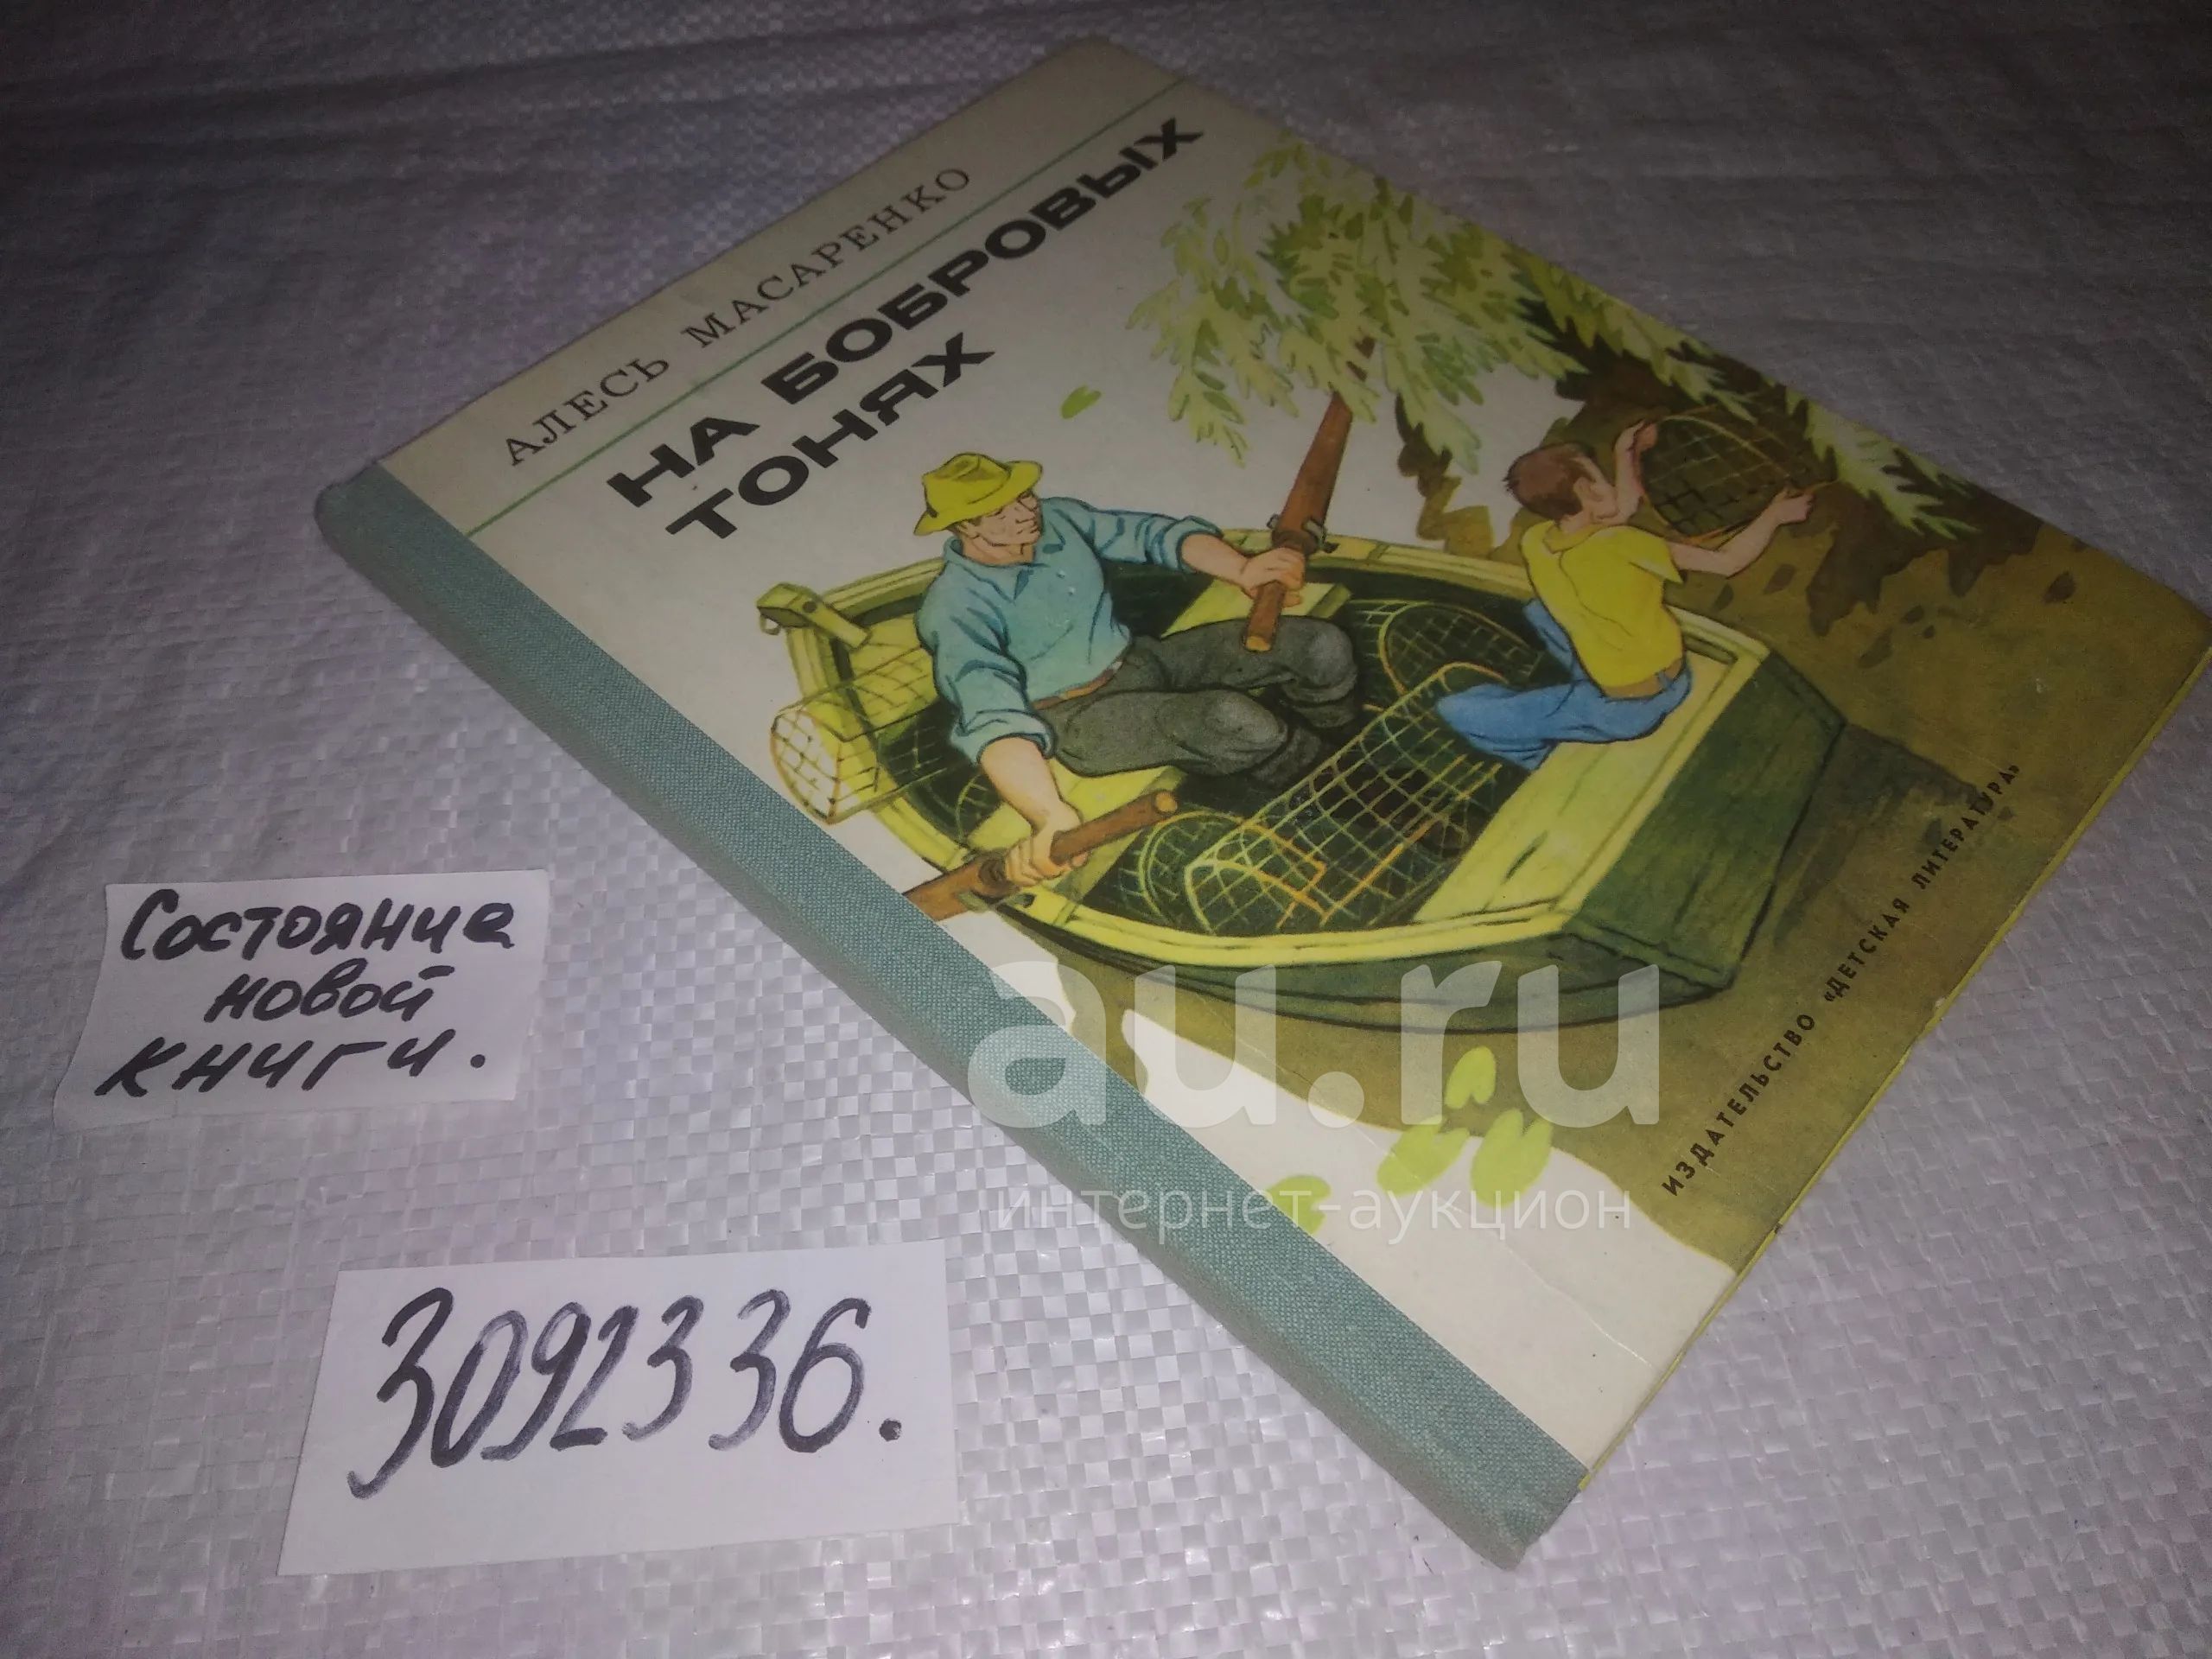 АЛЕСЬ МАСАРЕНКО
НА БОБРОВЫХ
ТОНЯХ
ИЗДАТЕЛЬСТВО «ДЕТСКАЯ ЛИТЕРАТУРА»
Состояние
новой
книги.
3092336.
au.ru
интернет-аукцион